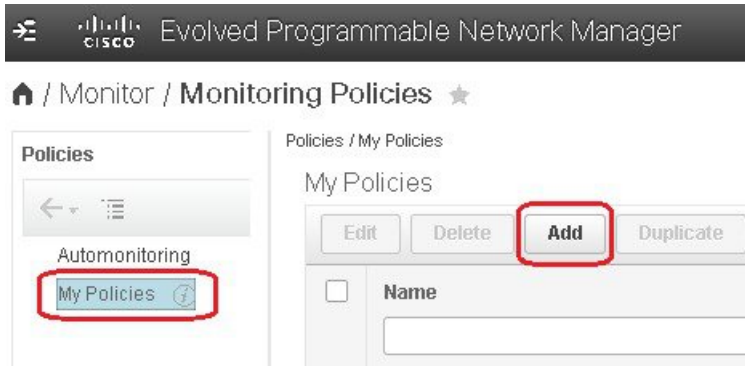 CISCO Evolved Programmable Network Manager
/ Monitor / Monitoring Policies
Policies
Policies / My Policies
My Policies
Edit Delete Add Duplicate
Automonitoring
My Policies i
Name